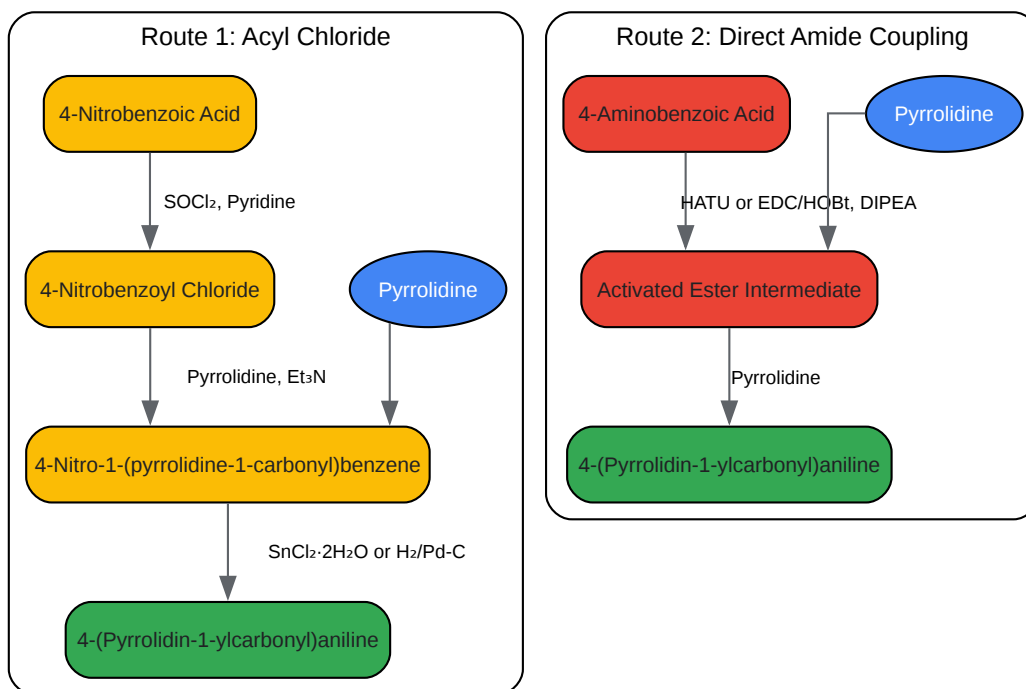 Route 1: Acyl Chloride
4-Nitrobenzoic Acid
SOCl₂, Pyridine
4-Nitrobenzoyl Chloride
Pyrrolidine
Pyrrolidine, Et₃N
4-Nitro-1-(pyrrolidine-1-carbonyl)benzene
SnCl₂·2H₂O or H₂/Pd-C
4-(Pyrrolidin-1-ylcarbonyl)aniline
Route 2: Direct Amide Coupling
4-Aminobenzoic Acid
Pyrrolidine
HATU or EDC/HOBt, DIPEA
Activated Ester Intermediate
Pyrrolidine
4-(Pyrrolidin-1-ylcarbonyl)aniline